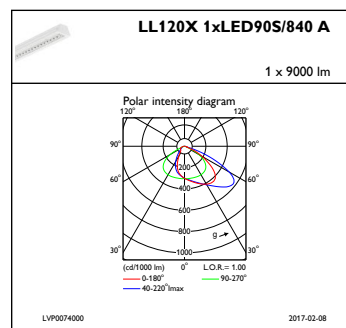 LL120X 1xLED90S/840 A
1 x 9000 lm
Polar intensity diagram
120° 180° 120°
90° 90°
60° 60°
200
400
600
800
1000
g
30° 30°
(cd/1000 lm) 0° L.O.R.= 1.00
0-180° 90-270°
40-220°Imax
LVP0074000 2017-02-08